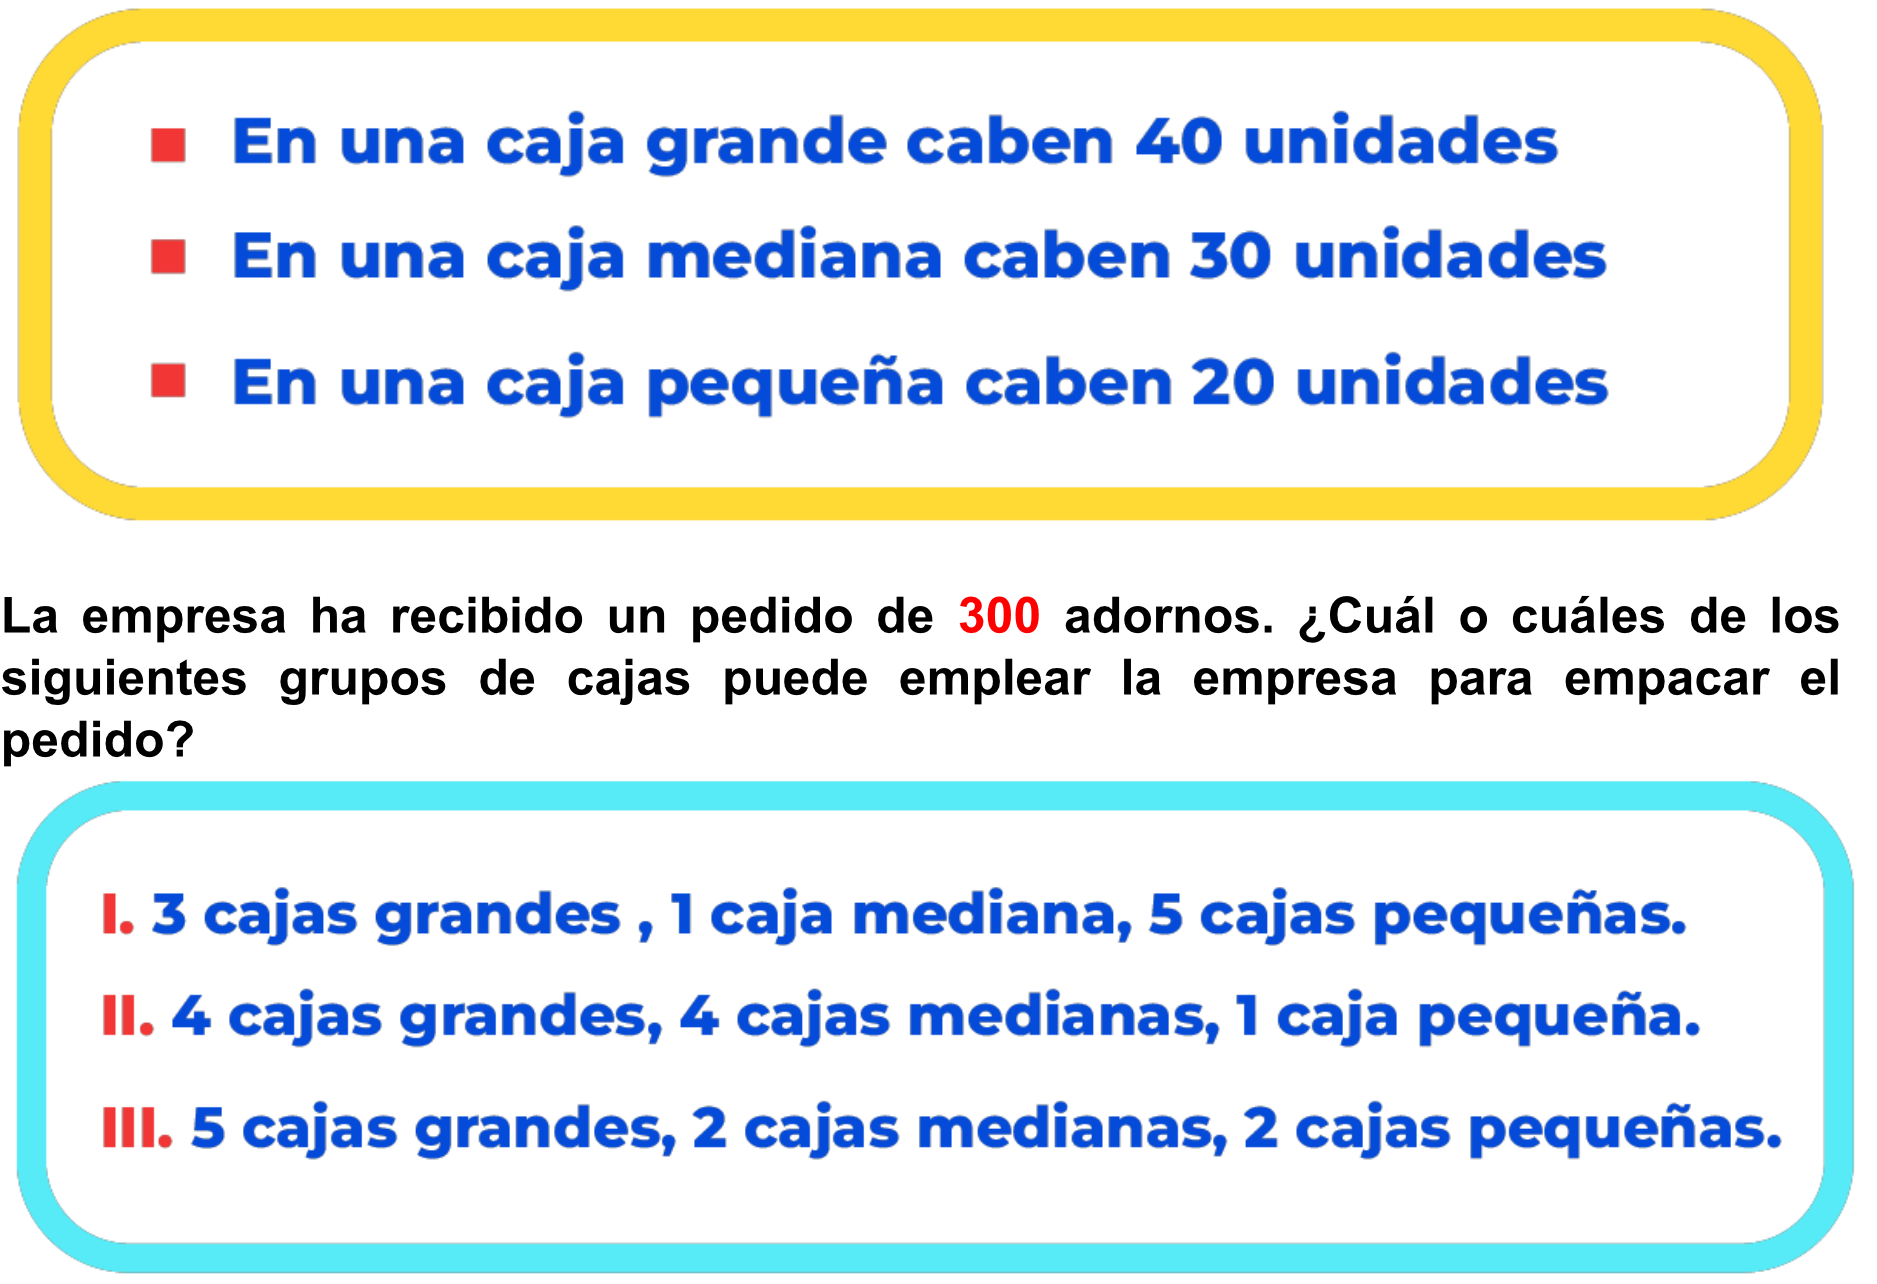 En una caja grande caben 40 unidades
En una caja mediana caben 30 unidades
En una caja pequeña caben 20 unidades
La empresa ha recibido un pedido de 300 adornos. ¿Cuál o cuáles de los
siguientes grupos de cajas puede emplear la empresa para empacar el
pedido?
I. 3 cajas grandes , 1 caja mediana, 5 cajas pequeñas.
II. 4 cajas grandes, 4 cajas medianas, 1 caja pequeña.
III. 5 cajas grandes, 2 cajas medianas, 2 cajas pequeñas.